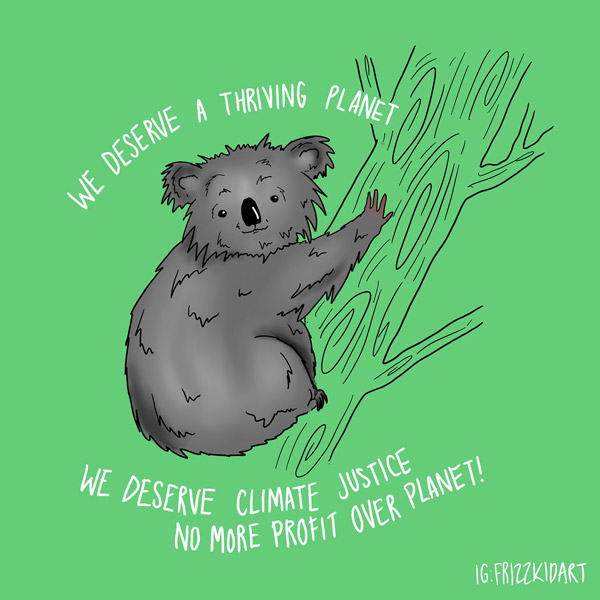 WE DESERVE A THRIVING PLANET
WE DESERVE CLIMATE JUSTICE
NO MORE PROFIT OVER PLANET!
IG:FRIZZKIDART